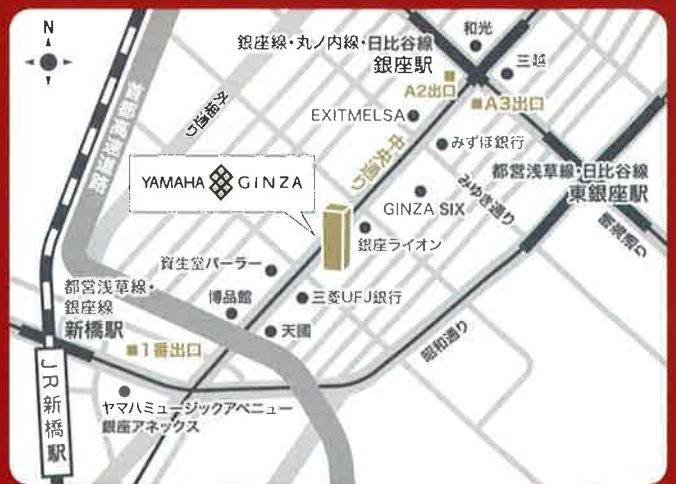 N
和光
銀座線・丸ノ内線・日比谷線
銀座駅
三越
A2出口
A3出口
EXITMELSA
外堀通り
首都高速道路
中央通り
みずほ銀行
都営浅草線・日比谷線
東銀座駅
YAMAHA GINZA
みゆき通り
GINZA SIX
晴海通り
銀座ライオン
資生堂パーラー
都営浅草線・
銀座線
新橋駅
博品館
三菱UFJ銀行
天國
1番出口
昭和通り
JR新橋駅
ヤマハミュージックアベニュー
銀座アネックス